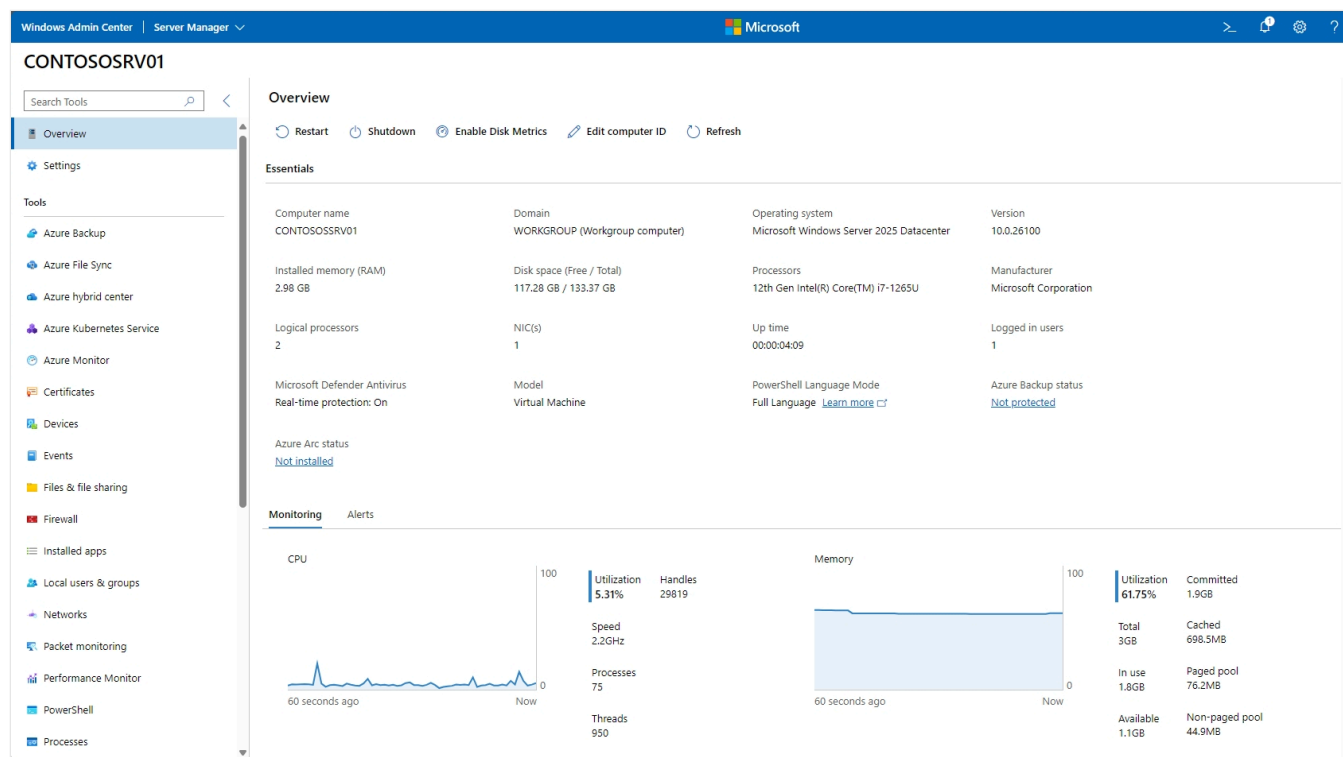 Windows Admin Center | Server Manager
Microsoft
1
CONTOSOSRV01
Search Tools
Overview
Settings
Tools
Azure Backup
Azure File Sync
Azure hybrid center
Azure Kubernetes Service
Azure Monitor
Certificates
Devices
Events
Files & file sharing
Firewall
Installed apps
Local users & groups
Networks
Packet monitoring
Performance Monitor
PowerShell
Processes
Overview
Restart Shutdown Enable Disk Metrics Edit computer ID Refresh
Essentials
Computer name Domain Operating system Version
CONTOSOSSRV01 WORKGROUP (Workgroup computer) Microsoft Windows Server 2025 Datacenter 10.0.26100
Installed memory (RAM) Disk space (Free / Total) Processors Manufacturer
2.98 GB 117.28 GB / 133.37 GB 12th Gen Intel(R) Core(TM) i7-1265U Microsoft Corporation
Logical processors NIC(s) Up time Logged in users
2 1 00:00:04:09 1
Microsoft Defender Antivirus Model PowerShell Language Mode Azure Backup status
Real-time protection: On Virtual Machine Full Language Learn more Not protected
Azure Arc status
Not installed
Monitoring Alerts
CPU
100
0
60 seconds ago Now
Utilization Handles
5.31% 29819
Speed
2.2GHz
Processes
75
Threads
950
Memory
100
0
60 seconds ago Now
Utilization Committed
61.75% 1.9GB
Total Cached
3GB 698.5MB
In use Paged pool
1.8GB 76.2MB
Available Non-paged pool
1.1GB 44.9MB